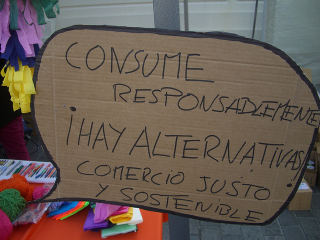 CONSUME
RESPONSABLEMENTE
¡HAY ALTERNATIVAS!
COMERCIO JUSTO
Y SOSTENIBLE